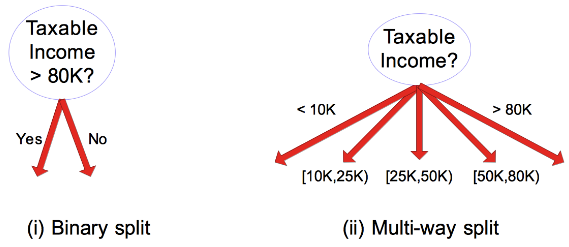 Taxable
Income
> 80K?
Yes
No
(i) Binary split
Taxable
Income?
< 10K
> 80K
[10K,25K)
[25K,50K)
[50K,80K)
(ii) Multi-way split